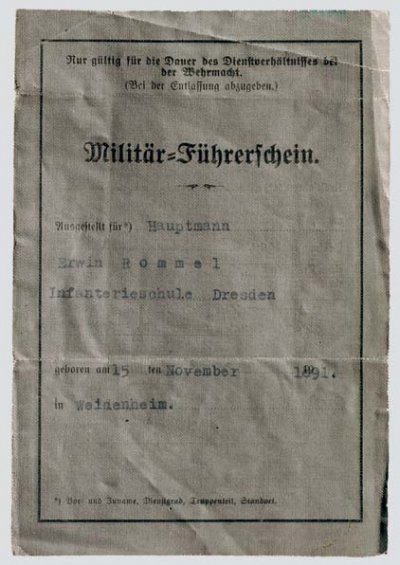 Nur gültig für die Dauer des Dienstverhältnisses bei
der Wehrmacht.
(Bei der Entlassung abzugeben.)
Militär-Führerschein.
Ausgestellt für*) Hauptmann
Erwin Rommel
Infanterieschule Dresden
geboren am 15 ten November 1891.
in Weidenheim.
*) Vor- und Zuname, Dienstgrad, Truppenteil, Standort.